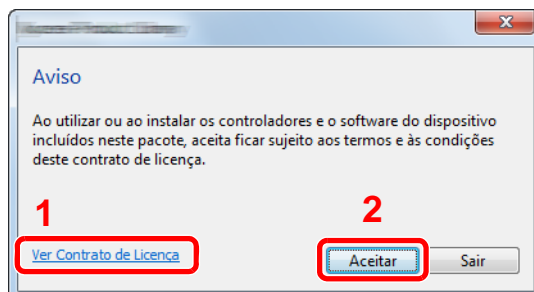 Aviso
Ao utilizar ou ao instalar os controladores e o software do dispositivo
incluídos neste pacote, aceita ficar sujeito aos termos e às condições
deste contrato de licença.
1
2
Ver Contrato de Licença
Aceitar
Sair